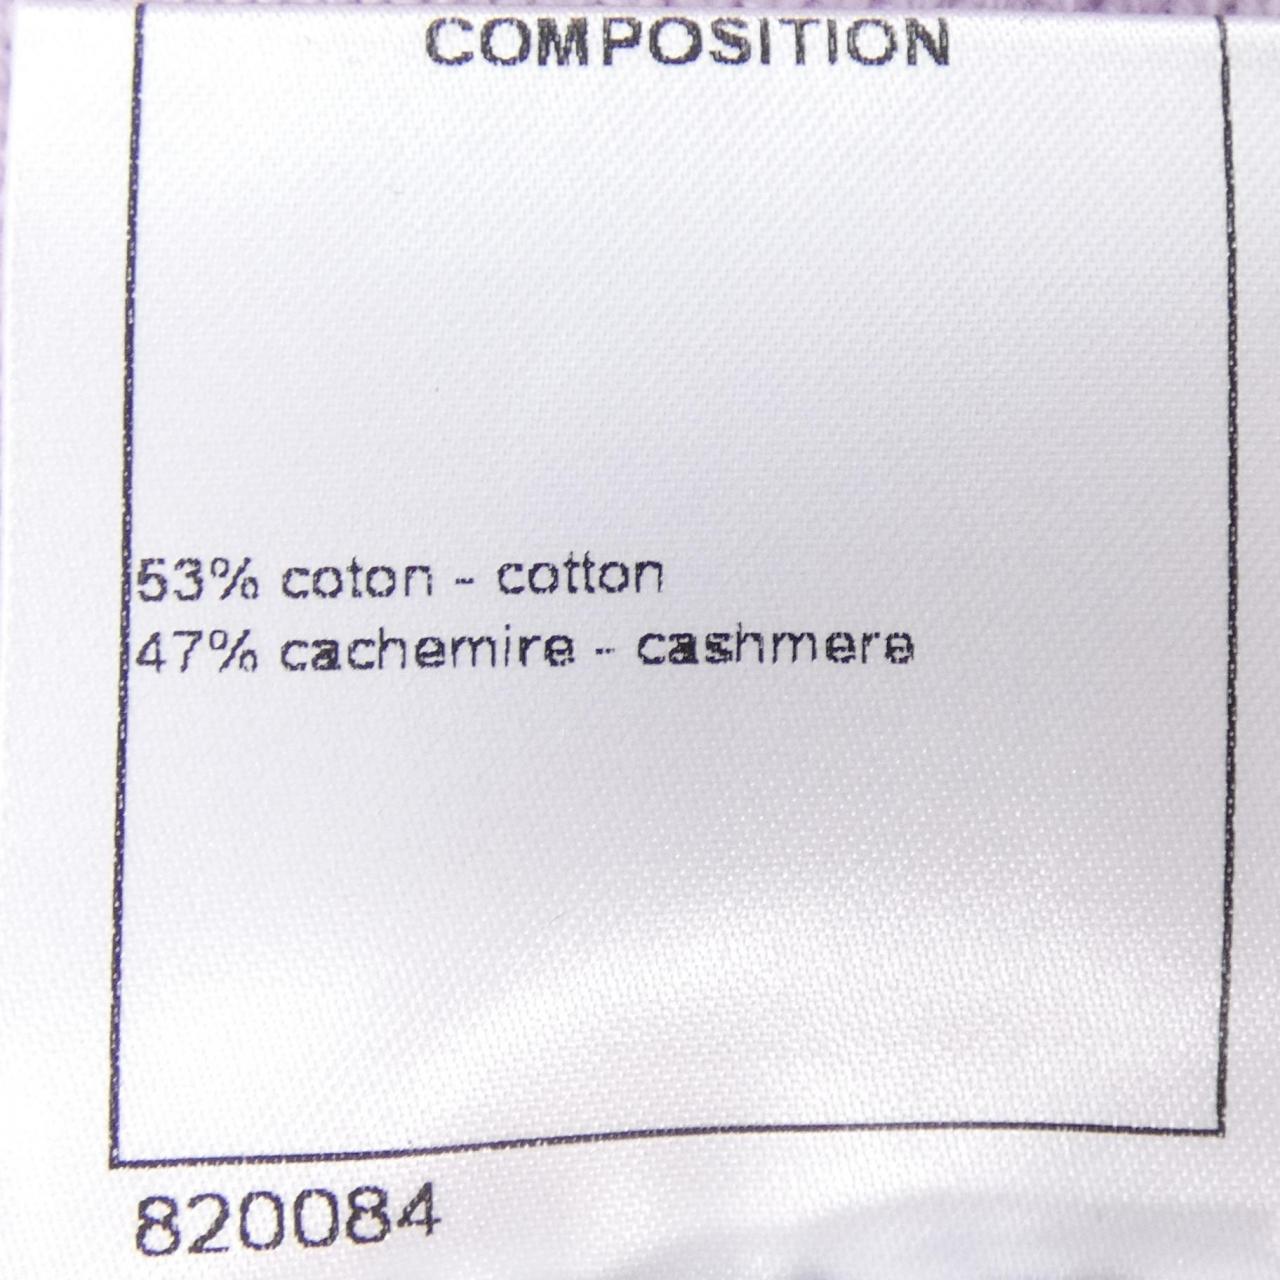 COMPOSITION
53% coton - cotton
47% cachemire - cashmere
820084